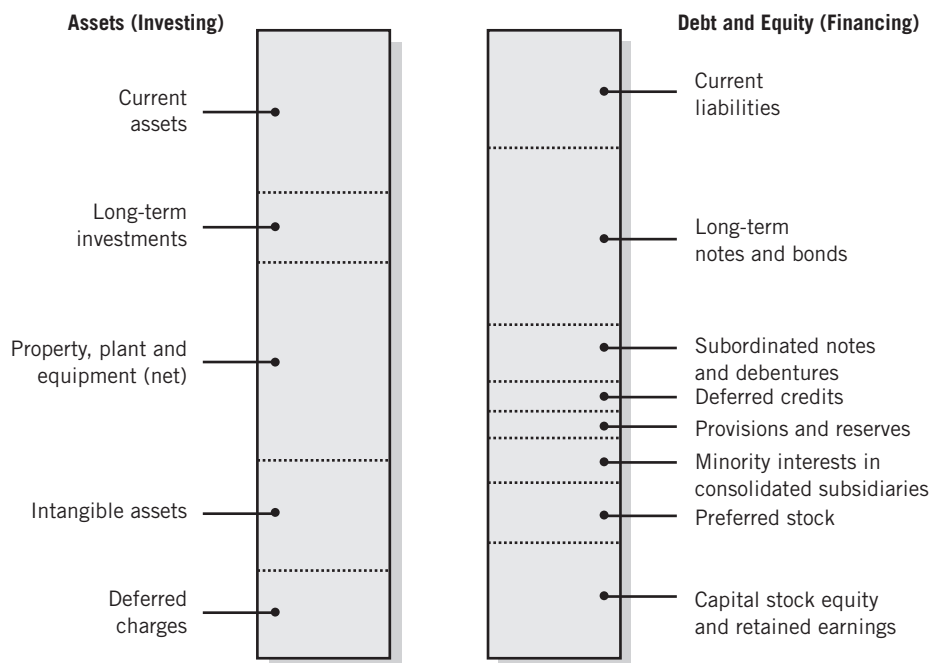 Assets (Investing)
Current
assets
Long-term
investments
Property, plant and
equipment (net)
Intangible assets
Deferred
charges
Debt and Equity (Financing)
Current
liabilities
Long-term
notes and bonds
Subordinated notes
and debentures
Deferred credits
Provisions and reserves
Minority interests in
consolidated subsidiaries
Preferred stock
Capital stock equity
and retained earnings